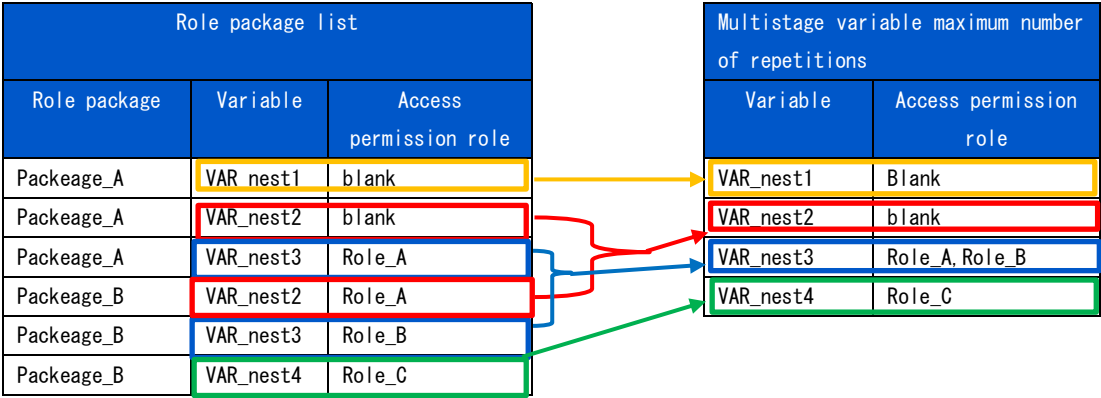 Role package list
Role package Variable Access
permission role
Packeage_A VAR_nest1 blank
Packeage_A VAR_nest2 blank
Packeage_A VAR_nest3 Role_A
Packeage_B VAR_nest2 Role_A
Packeage_B VAR_nest3 Role_B
Packeage_B VAR_nest4 Role_C
Multistage variable maximum number
of repetitions
Variable Access permission
role
VAR_nest1 Blank
VAR_nest2 blank
VAR_nest3 Role_A,Role_B
VAR_nest4 Role_C